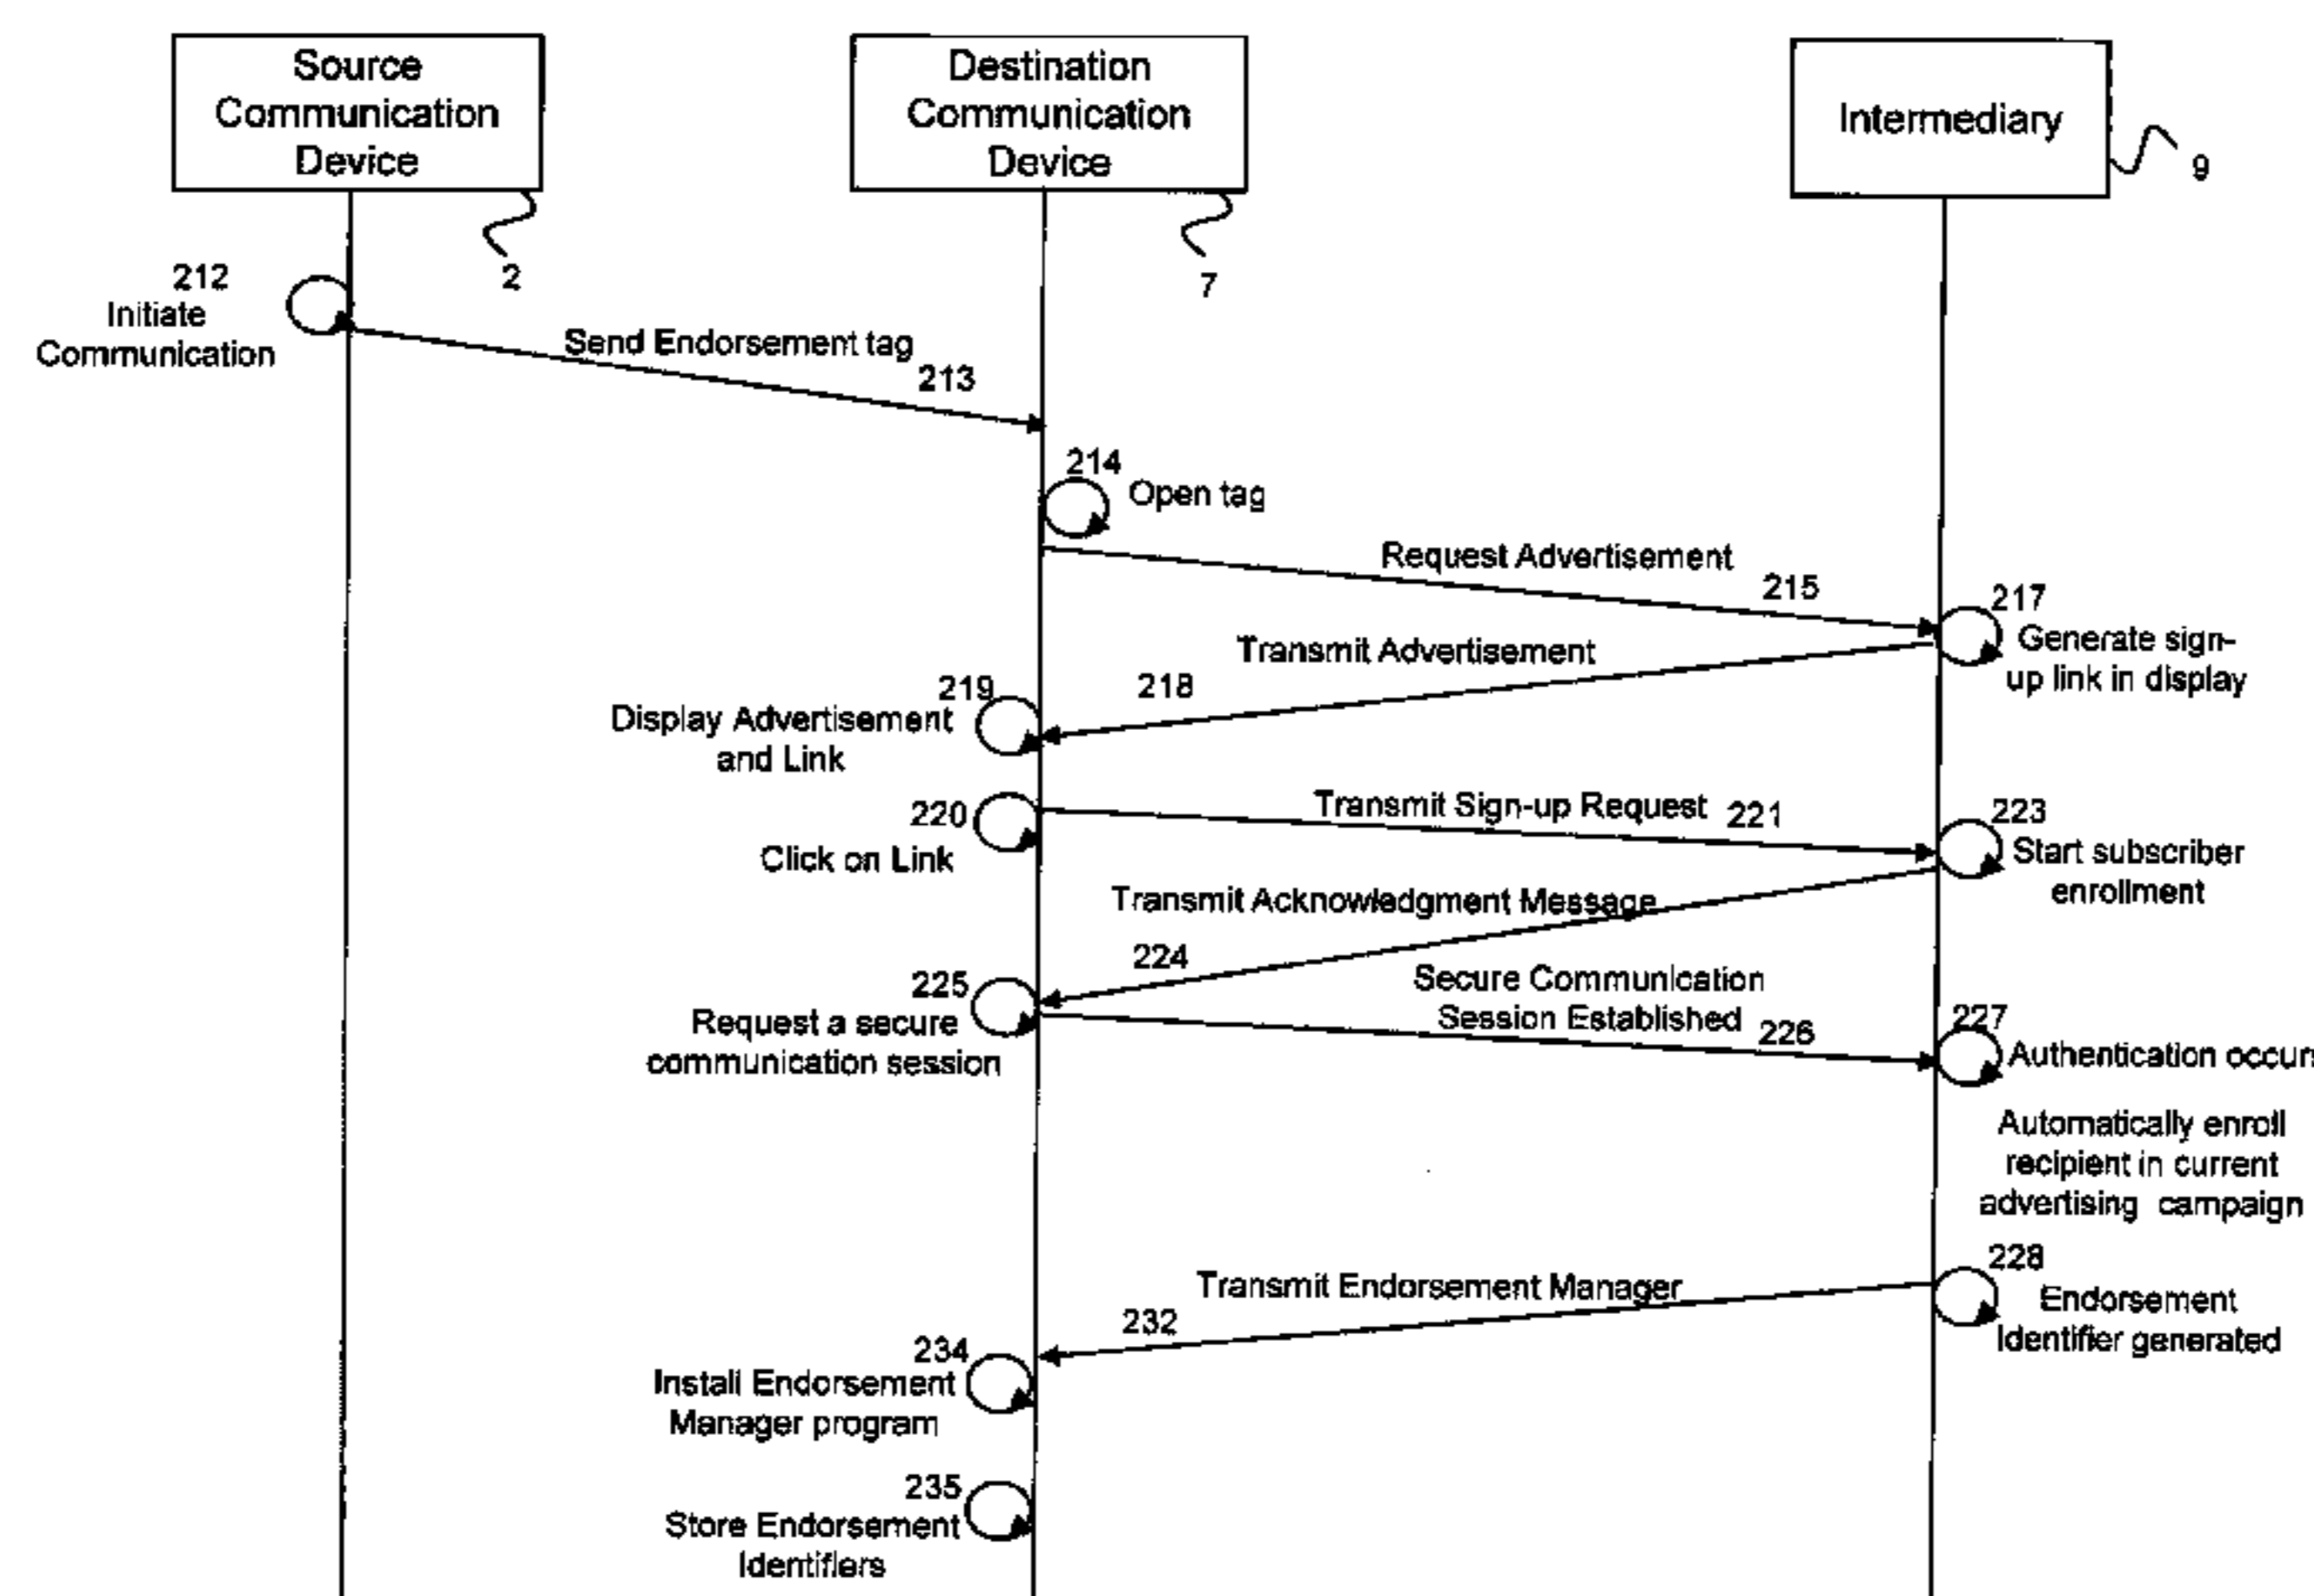 Source
Communication
Device
Destination
Communication
Device
Intermediary
9
2
7
212
Initiate
Communication
Send Endorsement tag
213
214
Open tag
Request Advertisement
215
217
Generate sign-
up link in display
Transmit Advertisement
218
219
Display Advertisement
and Link
220
Click on Link
Transmit Sign-up Request
221
223
Start subscriber
enrollment
Transmit Acknowledgment Message
224
225
Request a secure
communication session
Secure Communication
Session Established
226
227
Authentication occurs
Automatically enroll
recipient in current
advertising campaign
228
Endorsement
Identifier generated
Transmit Endorsement Manager
232
234
Install Endorsement
Manager program
235
Store Endorsement
Identifiers